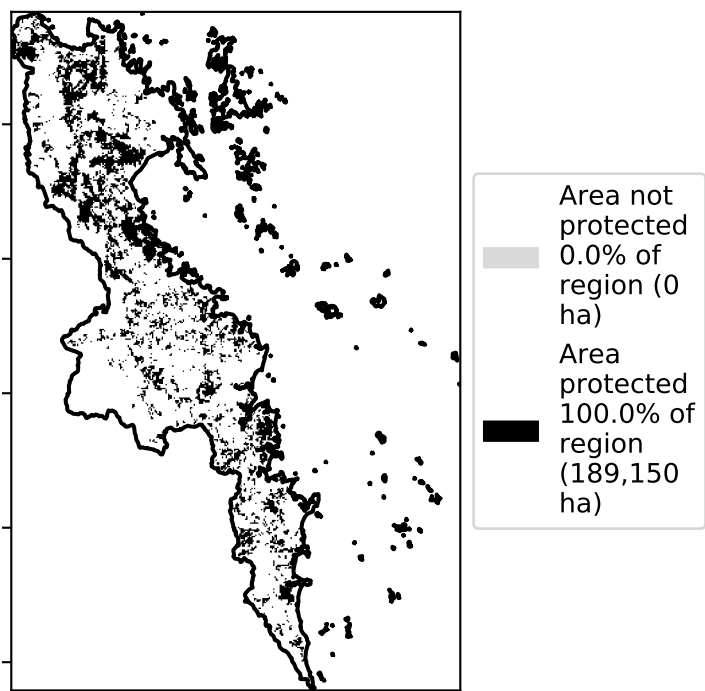 Area not
protected
0.0% of
region (0
ha)
Area
protected
100.0% of
region
(189,150
ha)